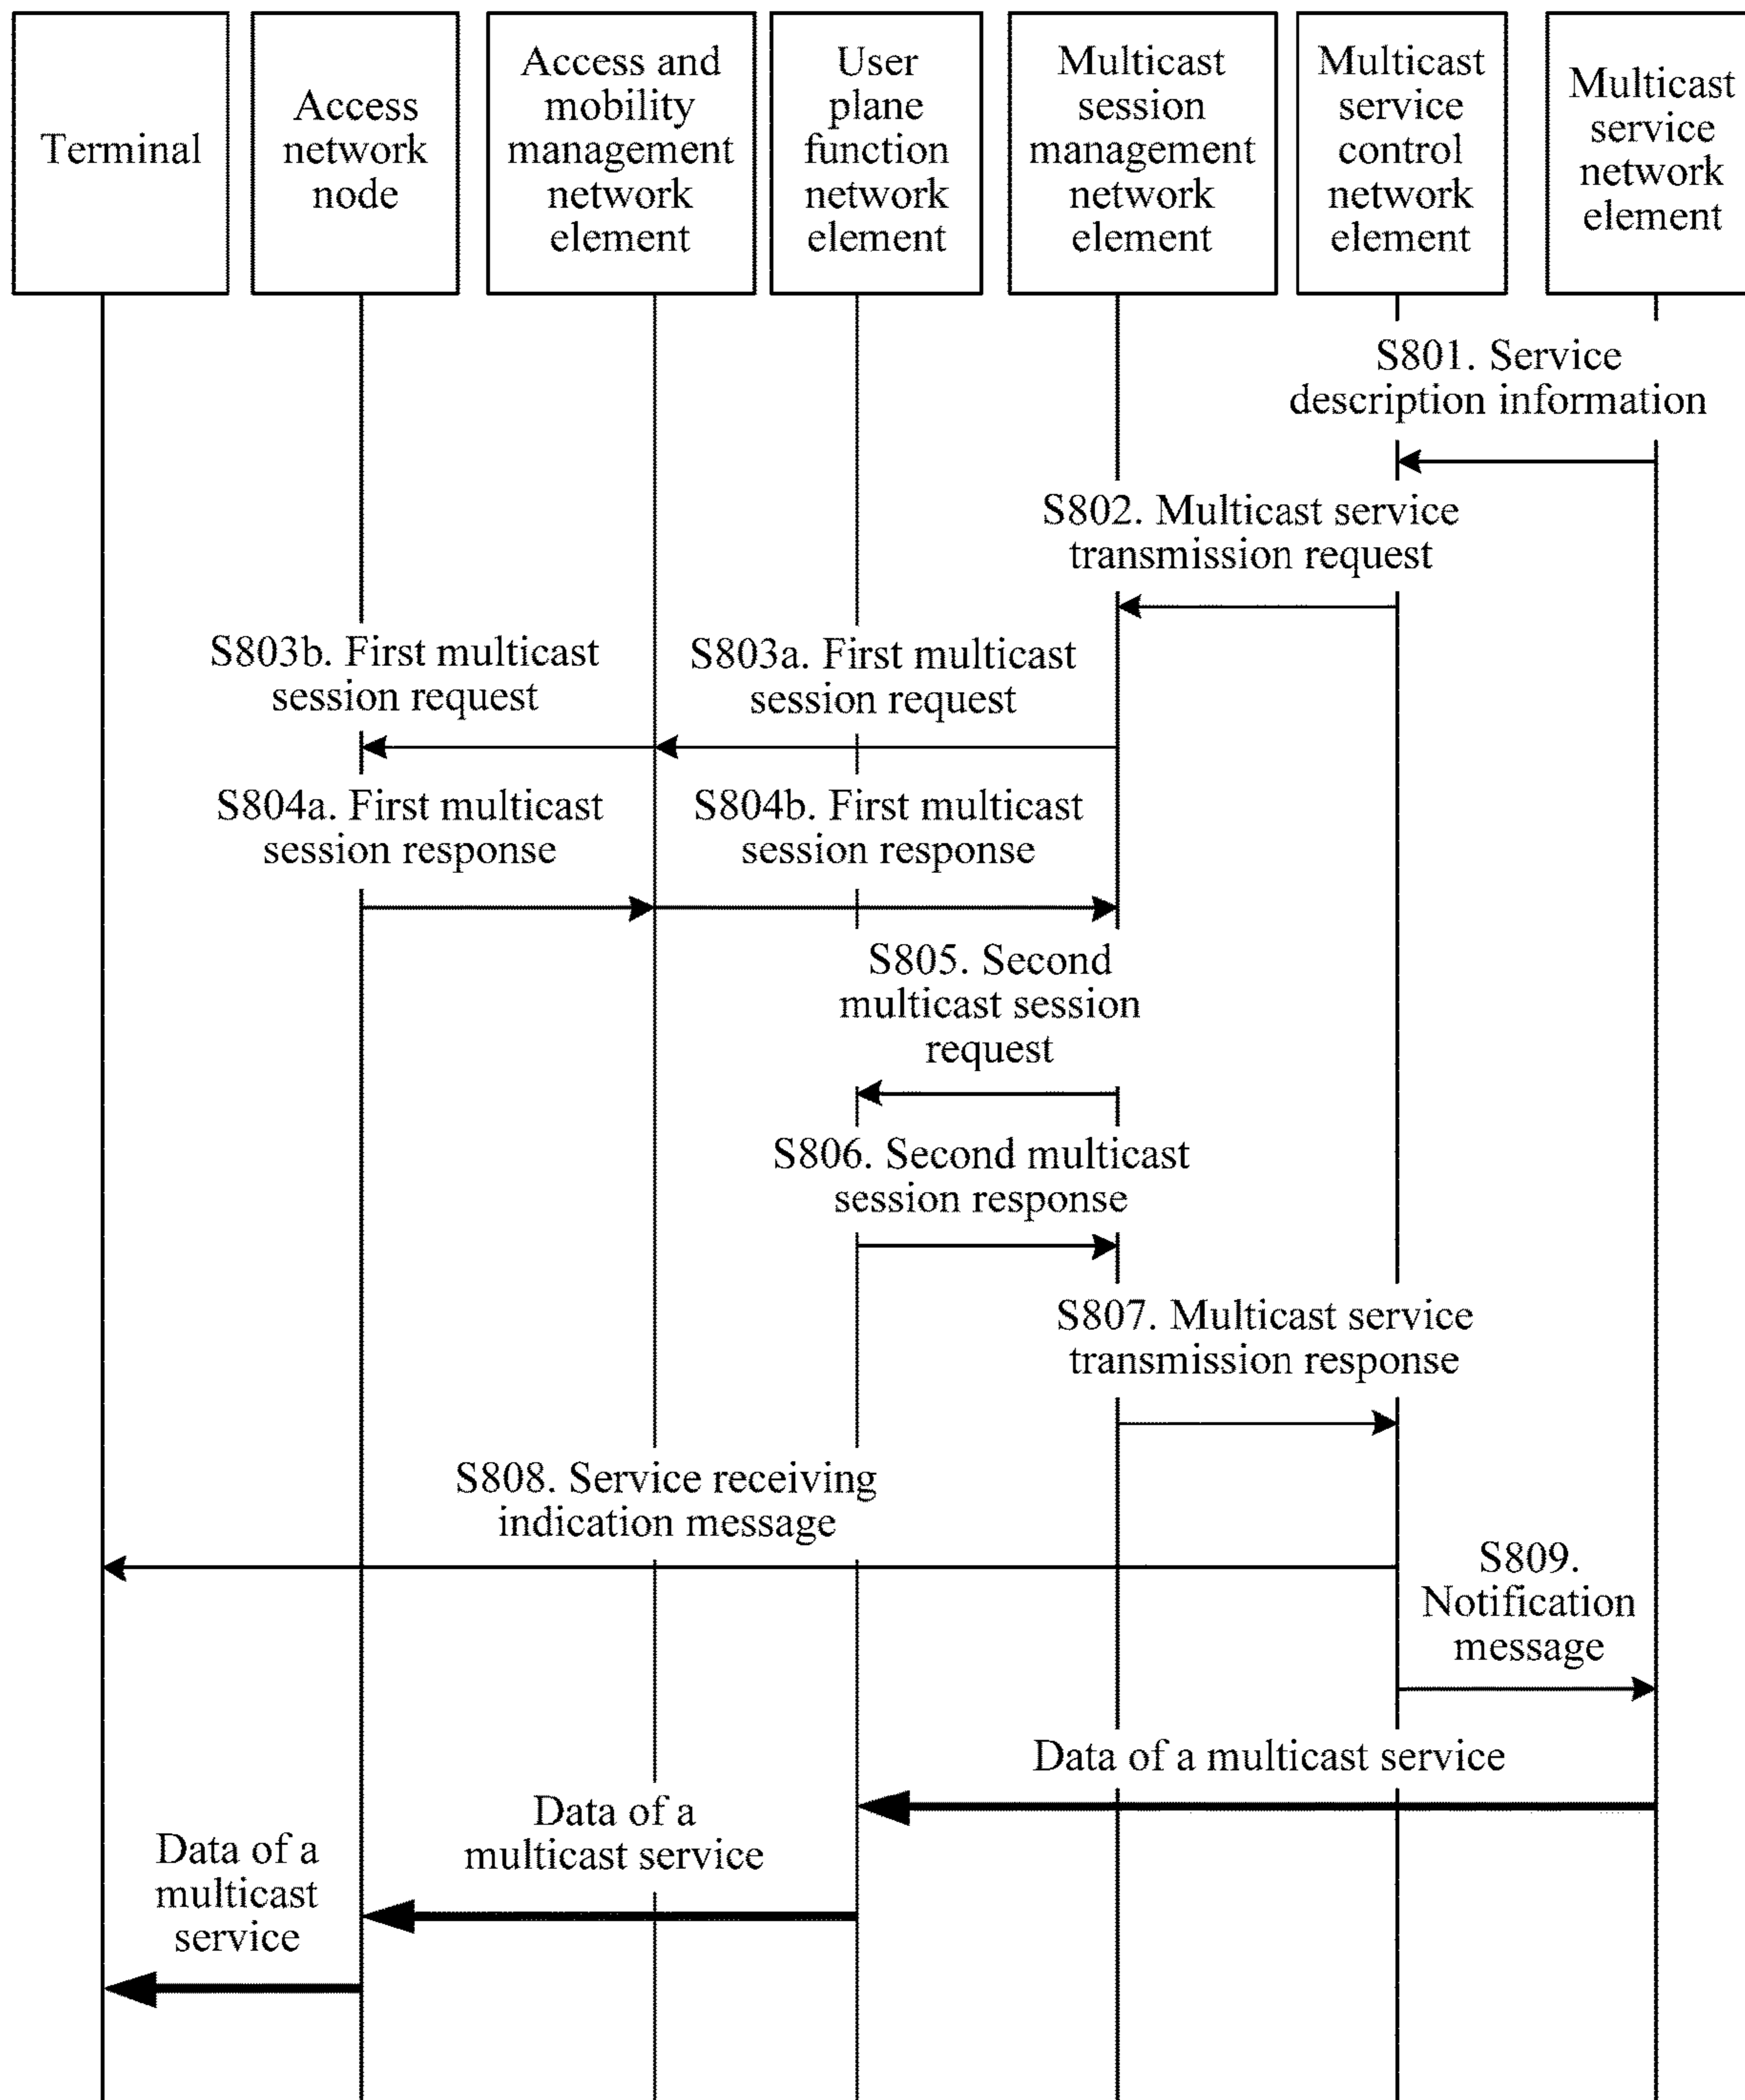 Terminal
Access
network
node
Access and
mobility
management
network
element
User
plane
function
network
element
Multicast
session
management
network
element
Multicast
service
control
network
element
Multicast
service
network
element
S801. Service
description information
S802. Multicast service
transmission request
S803b. First multicast
session request
S803a. First multicast
session request
S804a. First multicast
session response
S804b. First multicast
session response
S805. Second
multicast session
request
S806. Second multicast
session response
S807. Multicast service
transmission response
S808. Service receiving
indication message
S809.
Notification
message
Data of a multicast service
Data of a
multicast service
Data of a
multicast
service